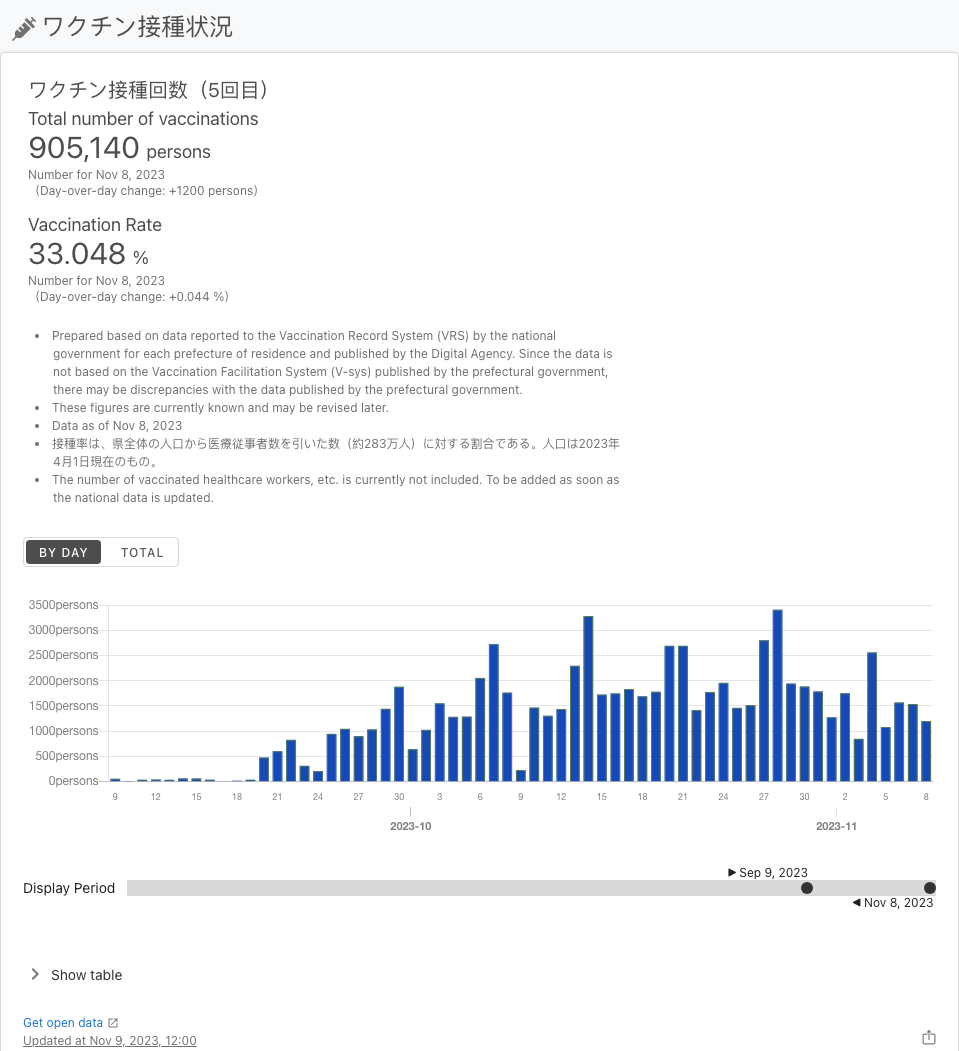 ワクチン接種状況
ワクチン接種回数（5回目）
Total number of vaccinations
905,140 persons
Number for Nov 8, 2023
（Day-over-day change: +1200 persons)
Vaccination Rate
33.048 %
Number for Nov 8, 2023
（Day-over-day change: +0.044 %)
• Prepared based on data reported to the Vaccination Record System (VRS) by the national
government for each prefecture of residence and published by the Digital Agency. Since the data is
not based on the Vaccination Facilitation System (V-sys) published by the prefectural government,
there may be discrepancies with the data published by the prefectural government.
• These figures are currently known and may be revised later.
• Data as of Nov 8, 2023
• 接種率は、県全体の人口から医療従事者数を引いた数（約283万人）に対する割合である。人口は2023年
4月1日現在のもの。
• The number of vaccinated healthcare workers, etc. is currently not included. To be added as soon as
the national data is updated.
BY DAY TOTAL
3500persons
3000persons
2500persons
2000persons
1500persons
1000persons
500persons
0persons
9 12 15 18 21 24 27 30 3 6 9 12 15 18 21 24 27 30 2 5 8
2023-10 2023-11
▶ Sep 9, 2023
Display Period
◀ Nov 8, 2023
Show table
Get open data
Updated at Nov 9, 2023, 12:00